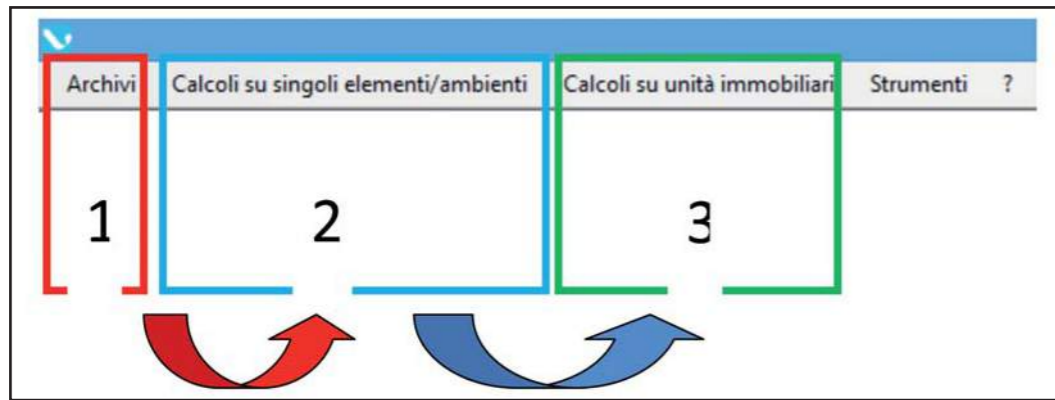 Archivi Calcoli su singoli elementi/ambienti Calcoli su unità immobiliari Strumenti ?
1 2 3